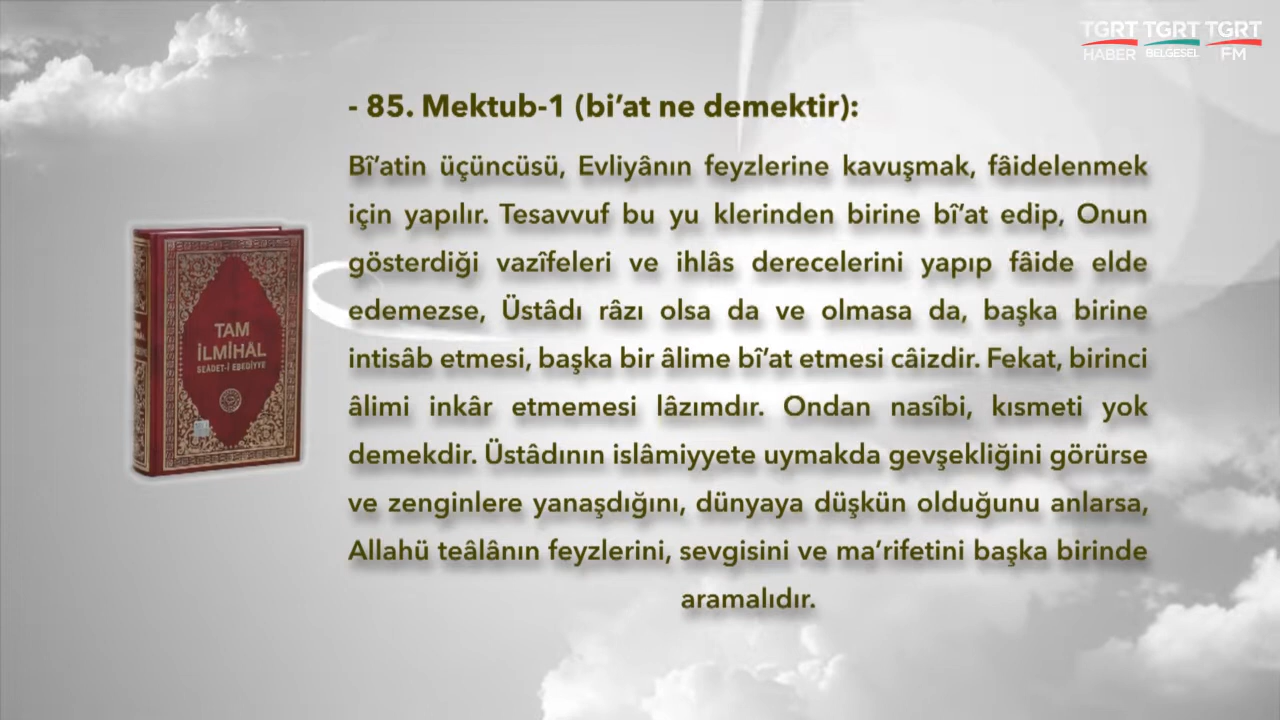 TGRT HABER
TGRT BELGESEL
TGRT FM
- 85. Mektub-1 (bi’at ne demektir):
Bî’atin üçüncüsü, Evliyânın feyzlerine kavuşmak, fâidelenmek
için yapılır. Tesavvuf bu yu klerinden birine bî’at edip, Onun
gösterdiği vazîfeleri ve ihlâs derecelerini yapıp fâide elde
edemezse, Üstâdı râzı olsa da ve olmasa da, başka birine
intisâb etmesi, başka bir âlime bî’at etmesi câizdir. Fekat, birinci
âlimi inkâr etmemesi lâzımdır. Ondan nasîbi, kısmeti yok
demekdir. Üstâdının islâmiyyete uymakda gevşekliğini görürse
ve zenginlere yanaşdığını, dünyaya düşkün olduğunu anlarsa,
Allahü teâlânın feyzlerini, sevgisini ve ma’rifetini başka birinde
aramalıdır.
TAM
İLMİHÂL
SEÂDET-İ EBEDİYYE